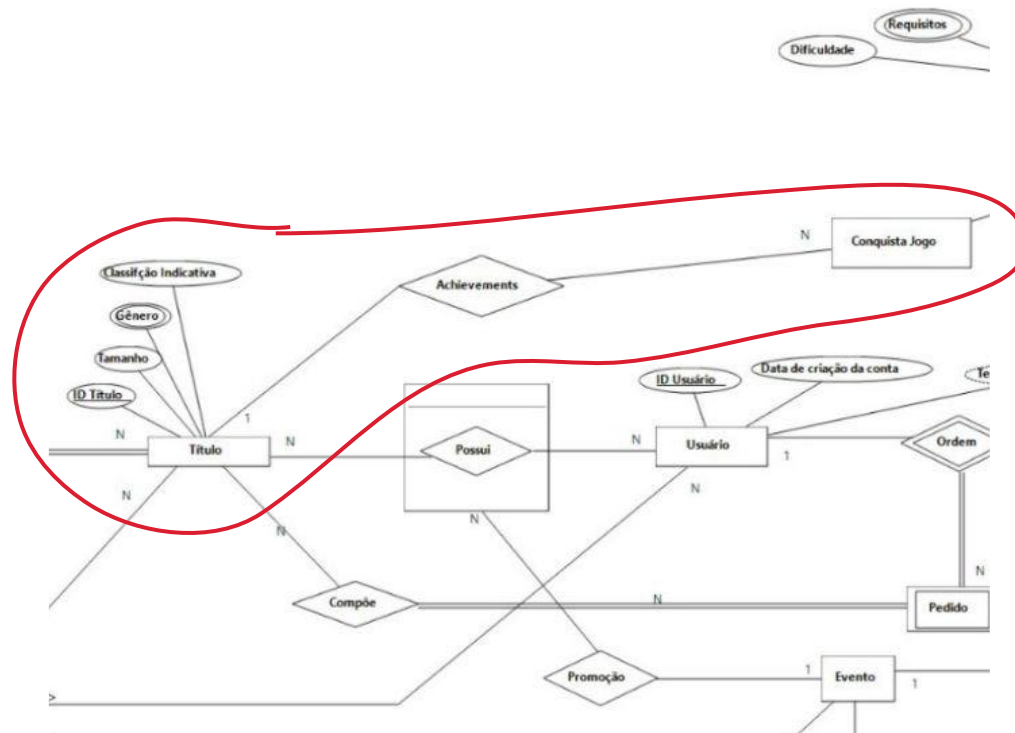 Requisitos
Dificuldade
N
Conquista Jogo
Classifção Indicativa
Achievements
Gênero
Tamanho
ID Título
ID Usuário
Data de criação da conta
Te
1
N
N
N
Título
Possui
Usuário
1
Ordem
N
N
N
N
N
Compõe
N
Pedido
Promoção
1
Evento
1